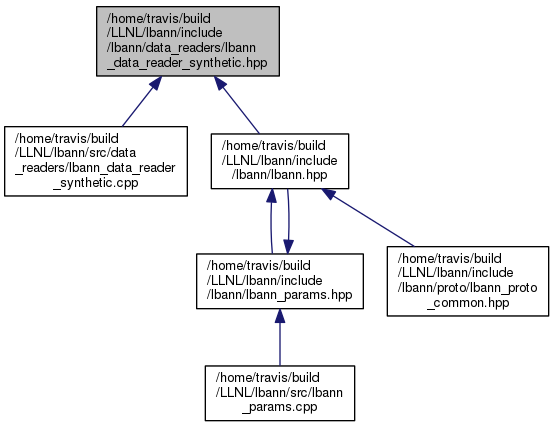 /home/travis/build
/LLNL/lbann/include
/lbann/data_readers/lbann
_data_reader_synthetic.hpp
/home/travis/build
/LLNL/lbann/src/data
_readers/lbann_data_reader
_synthetic.cpp
/home/travis/build
/LLNL/lbann/include
/lbann/lbann.hpp
/home/travis/build
/LLNL/lbann/include
/lbann/lbann_params.hpp
/home/travis/build
/LLNL/lbann/include
/lbann/proto/lbann_proto
_common.hpp
/home/travis/build
/LLNL/lbann/src/lbann
_params.cpp